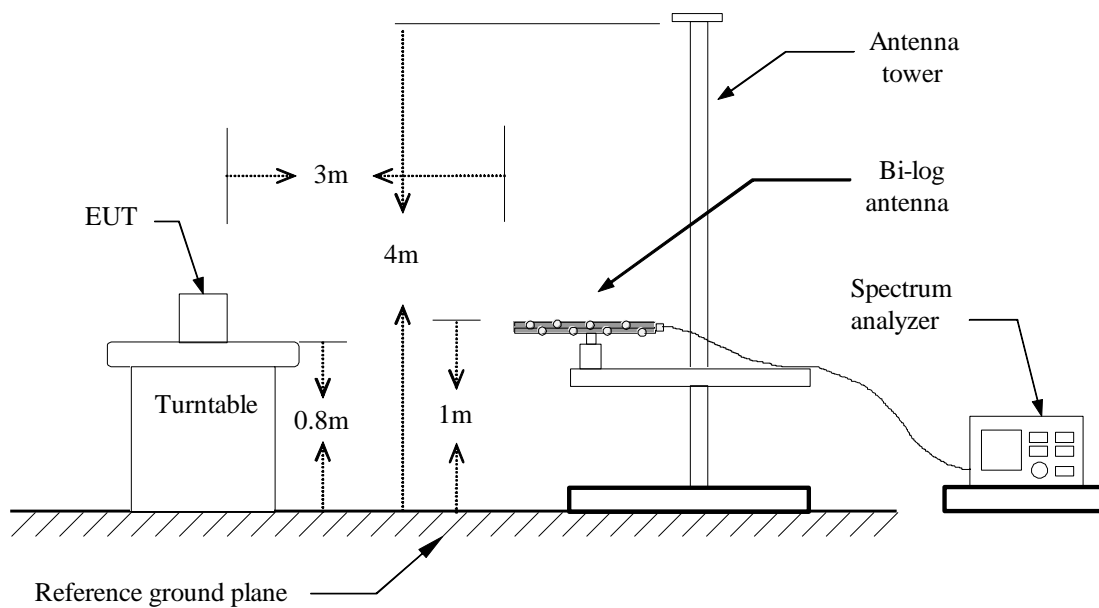 Antenna
tower
3m
Bi-log
antenna
EUT
4m
Spectrum
analyzer
Turntable
0.8m
1m
Reference ground plane